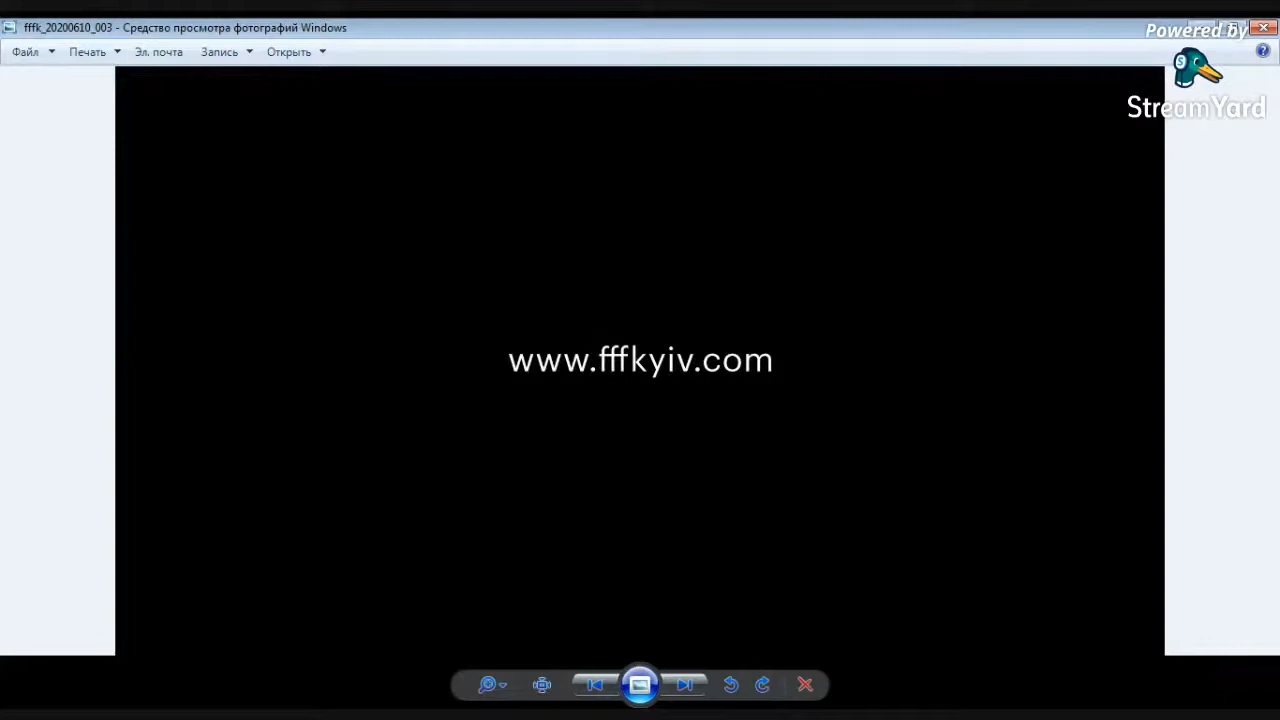 fffk_20200610_003 - Средство просмотра фотографий Windows
Powered by
Файл Печать Эл. почта Запись Открыть
StreamYard
www.fffkyiv.com